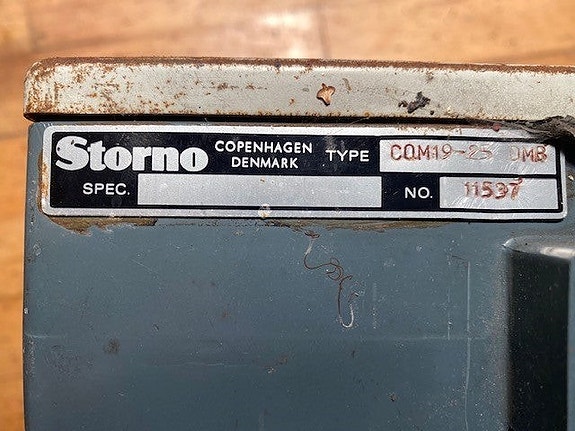 Storno COPENHAGEN DENMARK TYPE CQM19-25 DMB
SPEC. NO. 11537